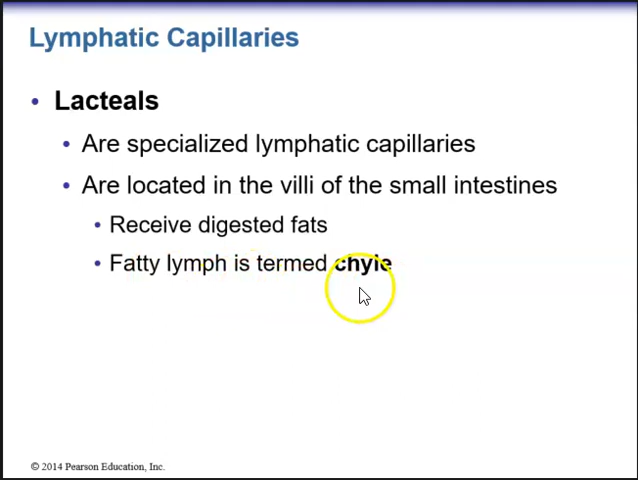 Lymphatic Capillaries
• Lacteals
• Are specialized lymphatic capillaries
• Are located in the villi of the small intestines
• Receive digested fats
• Fatty lymph is termed chyle
© 2014 Pearson Education, Inc.